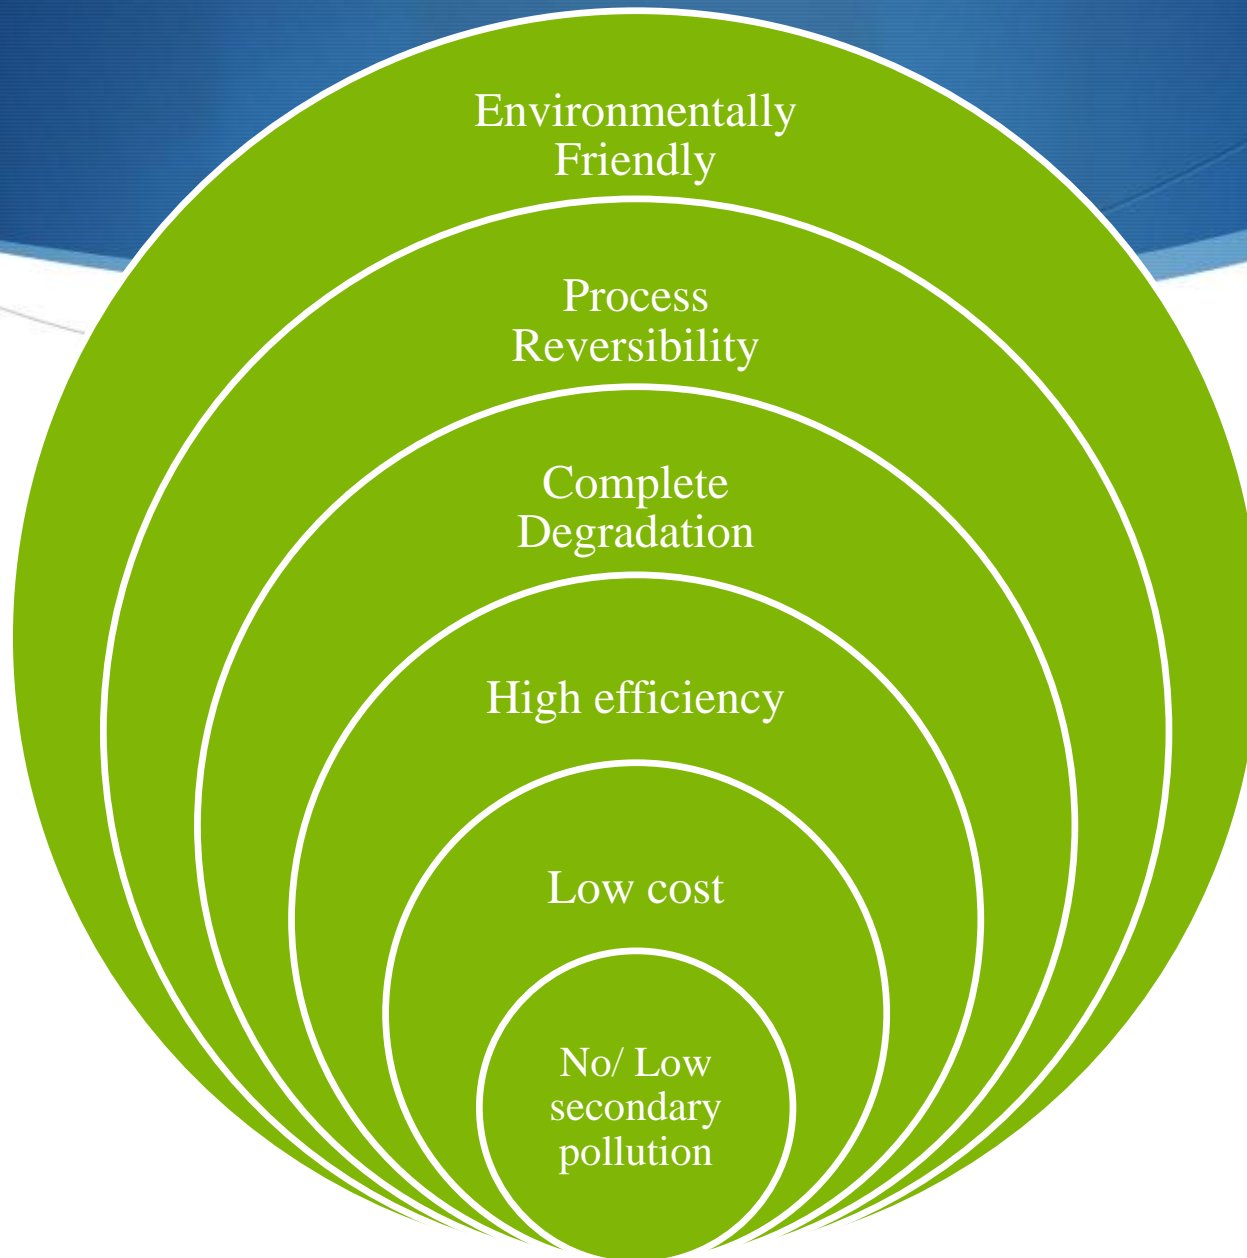 Environmentally
Friendly
Process
Reversibility
Complete
Degradation
High efficiency
Low cost
No/ Low
secondary
pollution